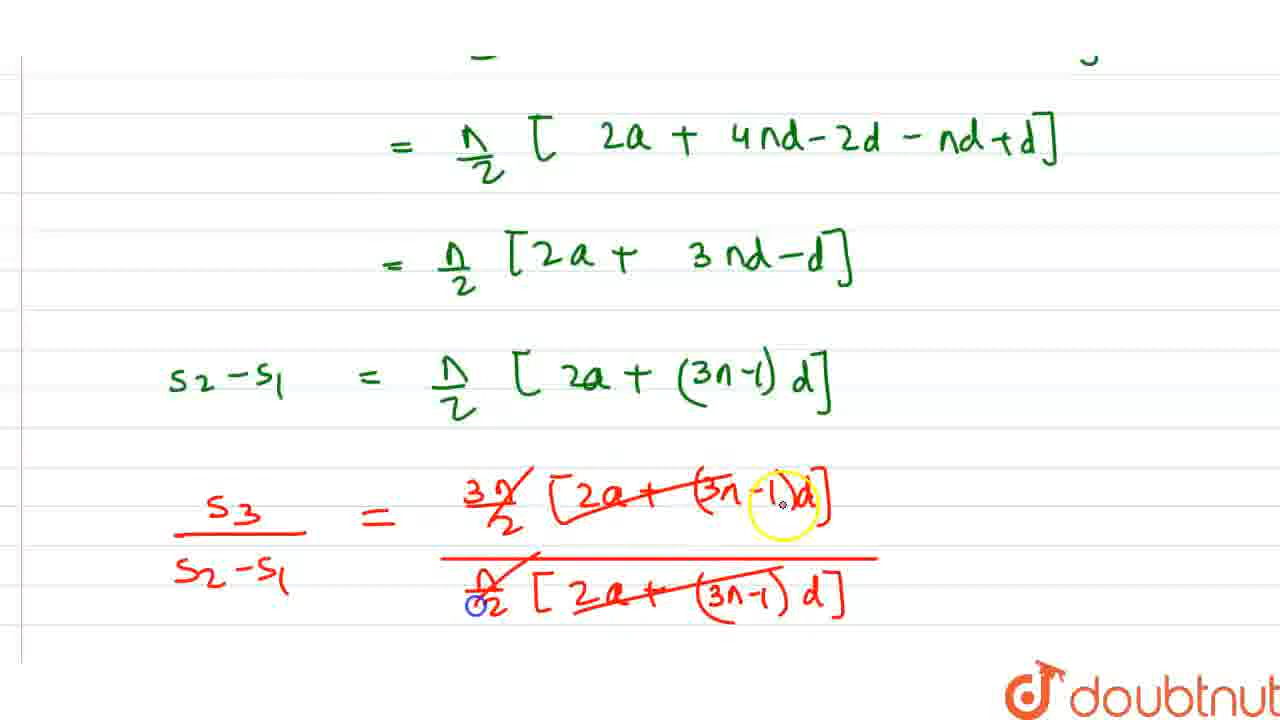 = n/2 [ 2a + 4nd - 2d - nd + d]
= n/2 [2a + 3nd - d]
s2 - s1 = n/2 [ 2a + (3n-1) d]
s3/(s2 - s1) = 3n/2 [2a + (3n-1)d] / n/2 [2a + (3n-1) d]
doubtnut